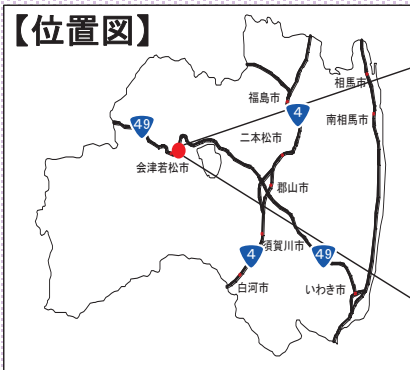 【位置図】
相馬市
福島市
4
南相馬市
49
二本松市
会津若松市
郡山市
須賀川市
4
49
白河市
いわき市